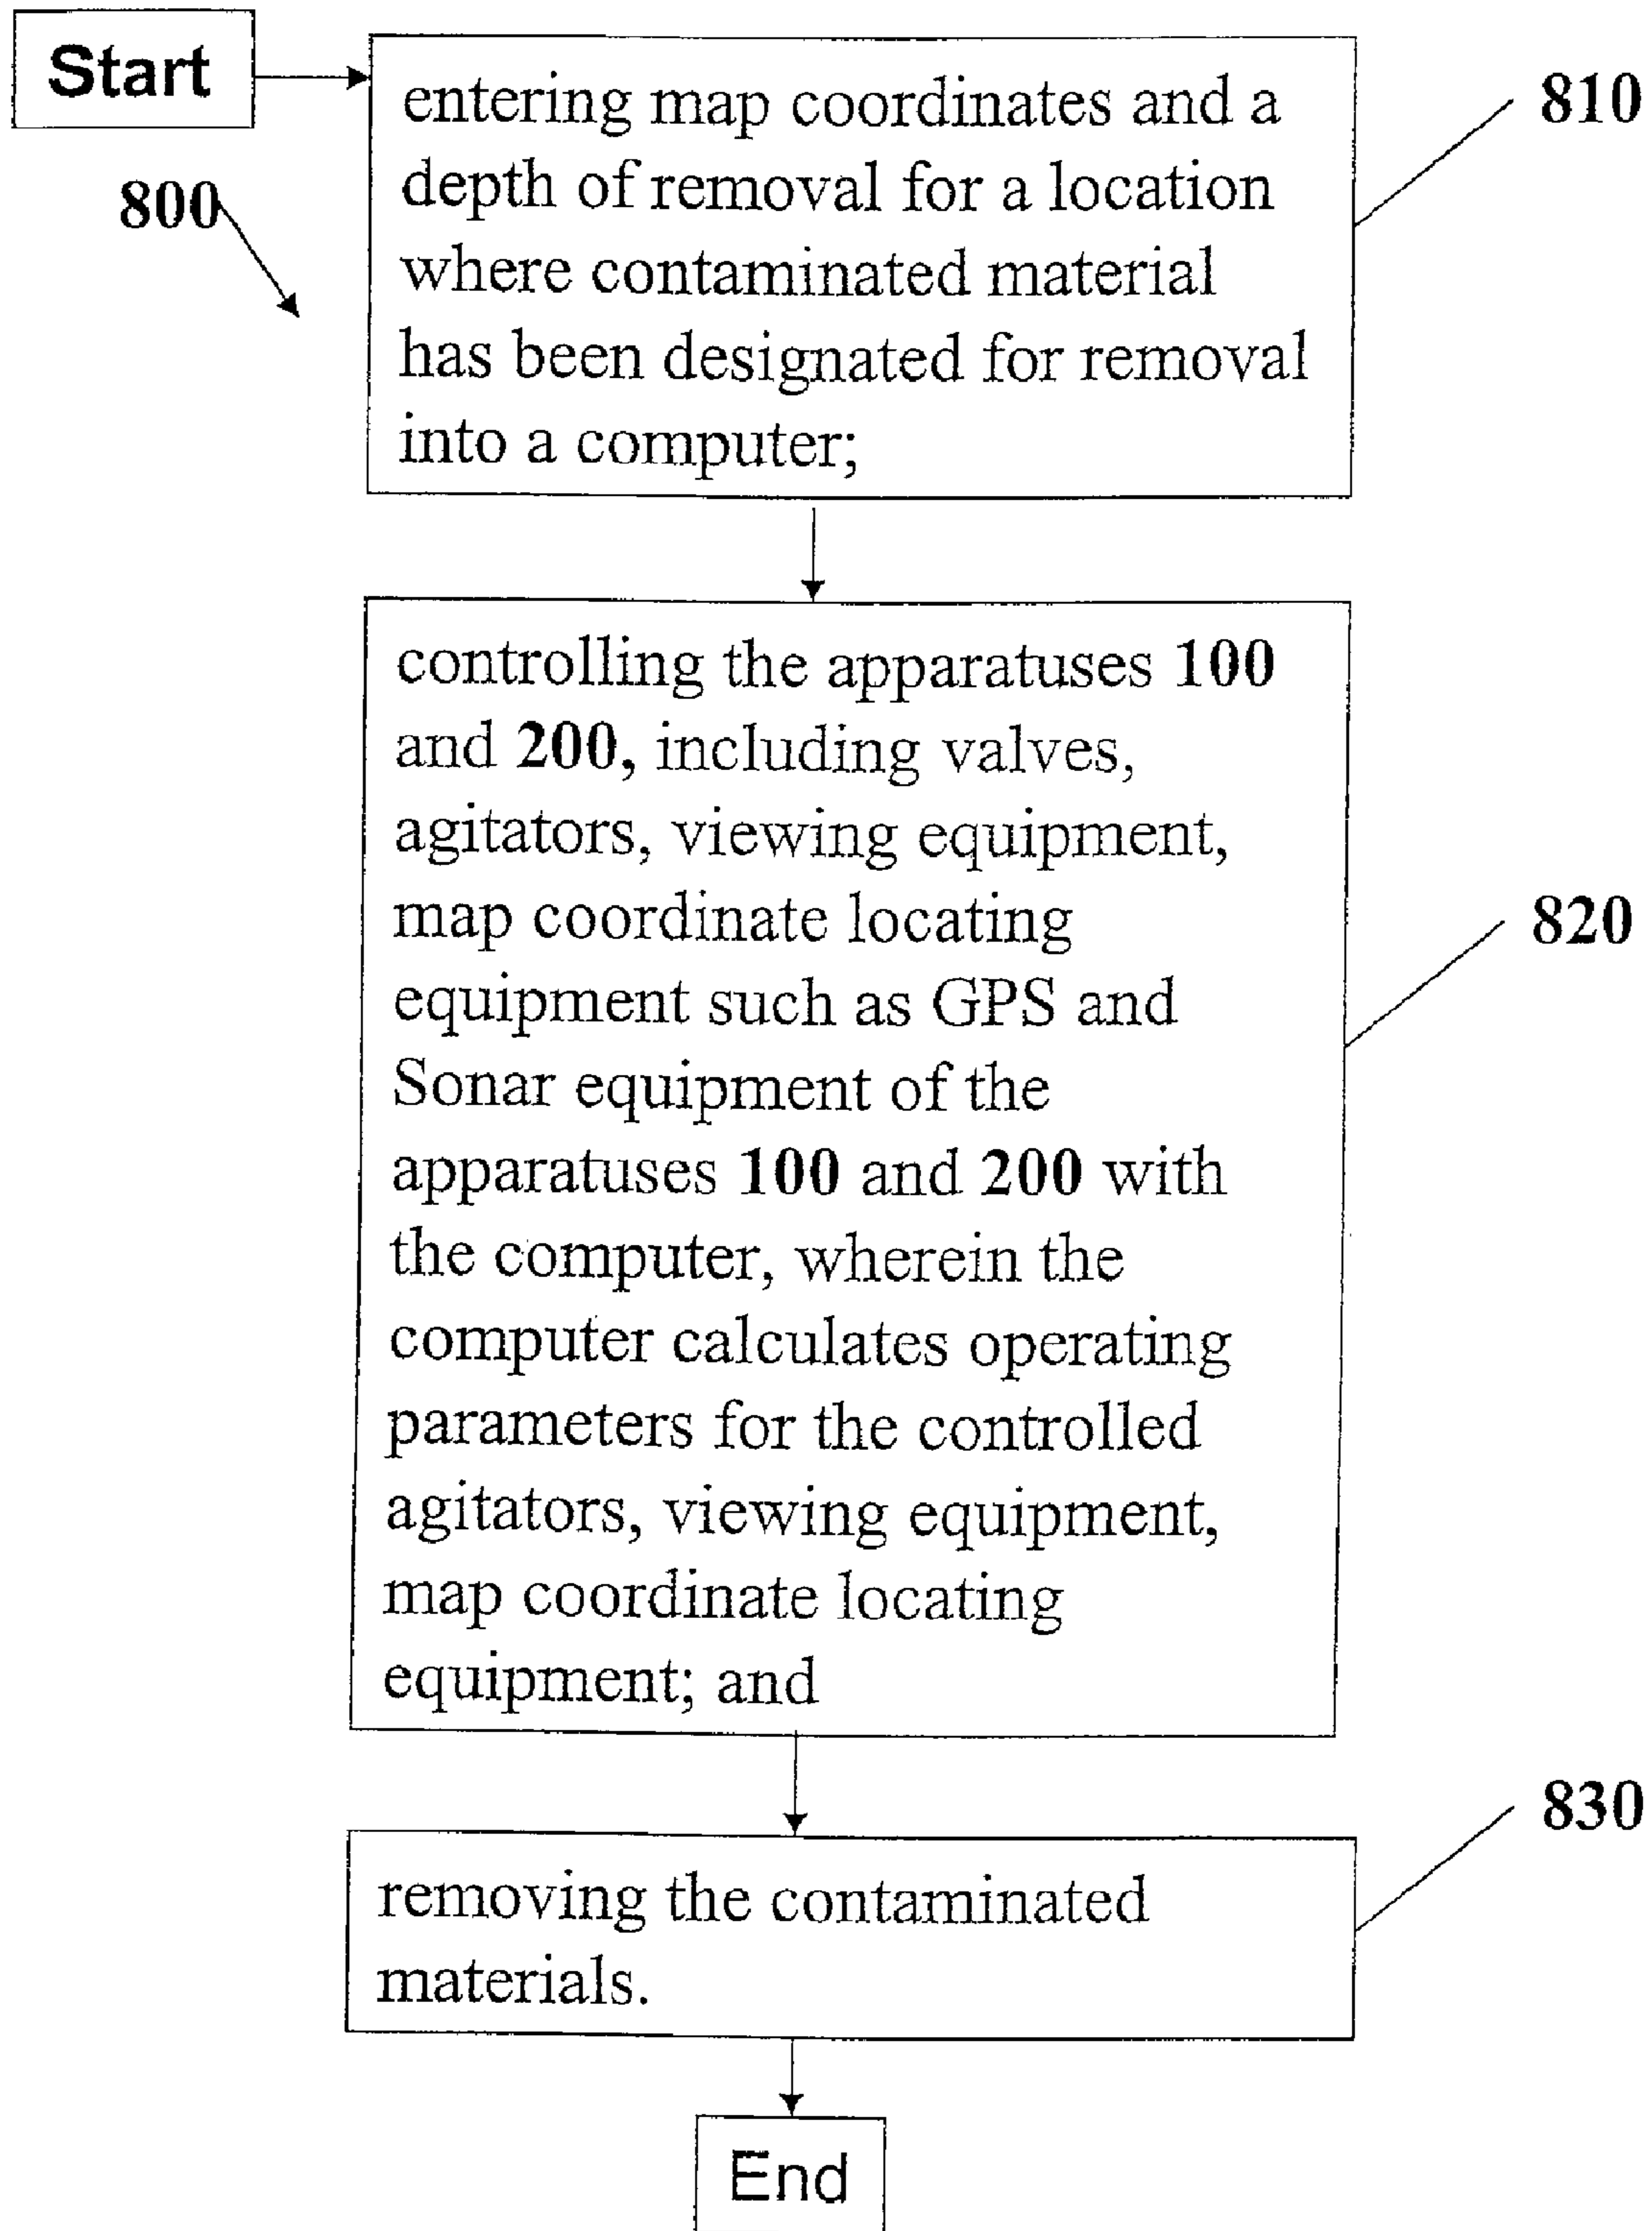 Start
810
800
entering map coordinates and a
depth of removal for a location
where contaminated material
has been designated for removal
into a computer;
820
controlling the apparatuses 100
and 200, including valves,
agitators, viewing equipment,
map coordinate locating
equipment such as GPS and
Sonar equipment of the
apparatuses 100 and 200 with
the computer, wherein the
computer calculates operating
parameters for the controlled
agitators, viewing equipment,
map coordinate locating
equipment; and
830
removing the contaminated
materials.
End